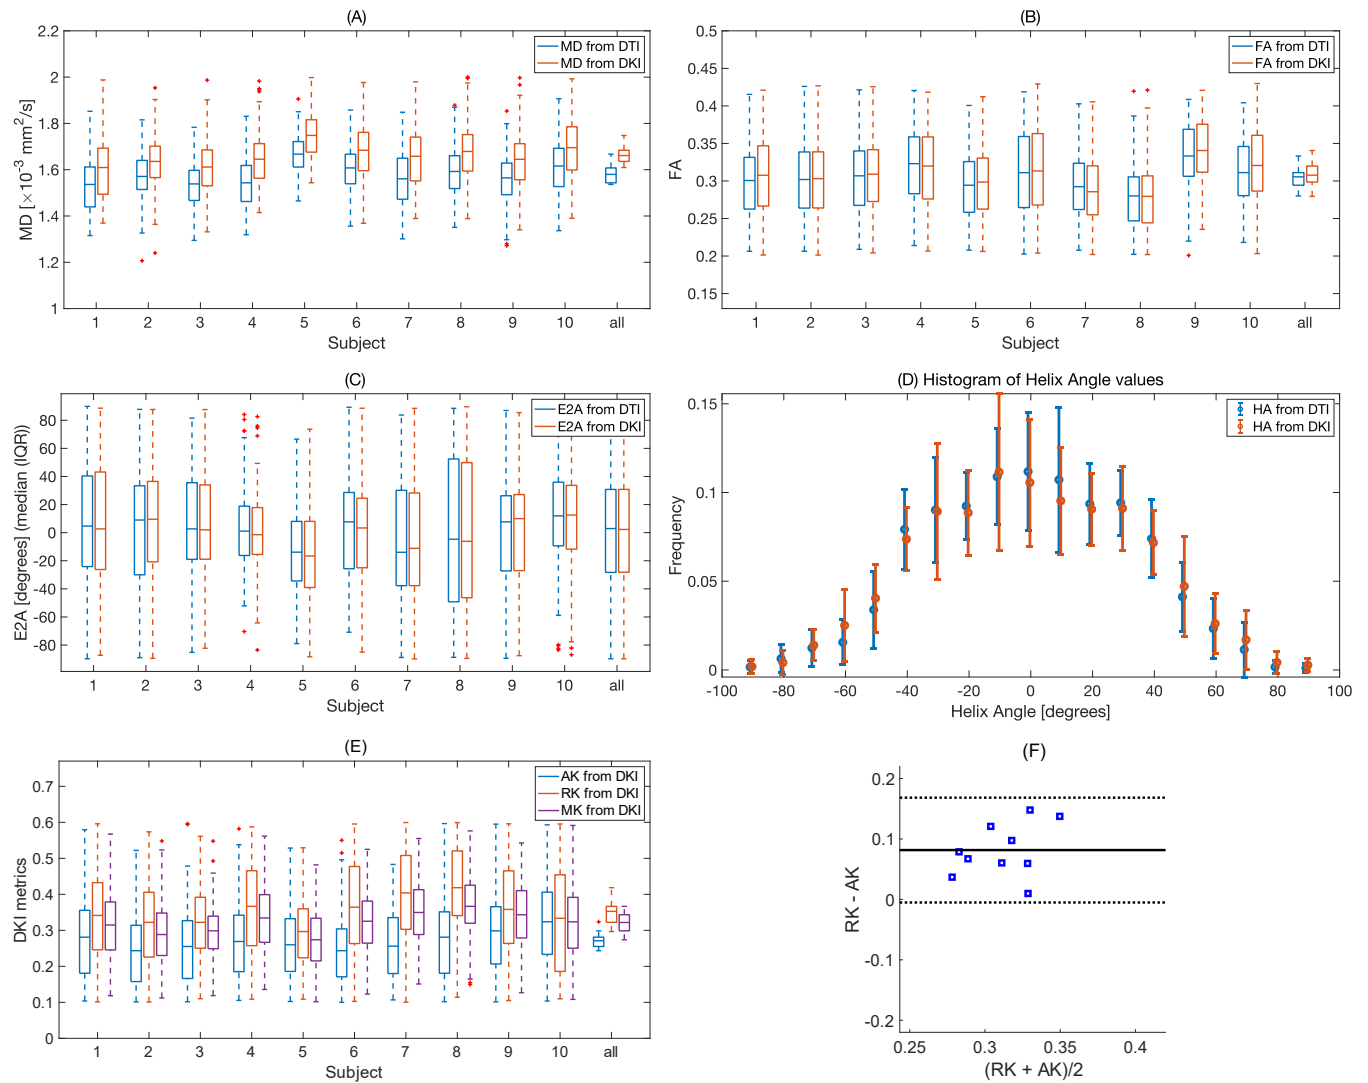 (A)
2.2
2
1.8
1.6
1.4
1.2
1
MD [×10⁻³ mm²/s]
MD from DTI
MD from DKI
1 2 3 4 5 6 7 8 9 10 all
Subject
(B)
0.5
0.45
0.4
0.35
0.3
0.25
0.2
0.15
FA
FA from DTI
FA from DKI
1 2 3 4 5 6 7 8 9 10 all
Subject
(C)
80
60
40
20
0
-20
-40
-60
-80
E2A [degrees] (median (IQR))
E2A from DTI
E2A from DKI
1 2 3 4 5 6 7 8 9 10 all
Subject
(D) Histogram of Helix Angle values
0.15
0.1
0.05
0
Frequency
HA from DTI
HA from DKI
-100 -80 -60 -40 -20 0 20 40 60 80 100
Helix Angle [degrees]
(E)
0.7
0.6
0.5
0.4
0.3
0.2
0.1
0
DKI metrics
AK from DKI
RK from DKI
MK from DKI
1 2 3 4 5 6 7 8 9 10 all
Subject
(F)
0.2
0.1
0
-0.1
-0.2
RK - AK
0.25 0.3 0.35 0.4
(RK + AK)/2